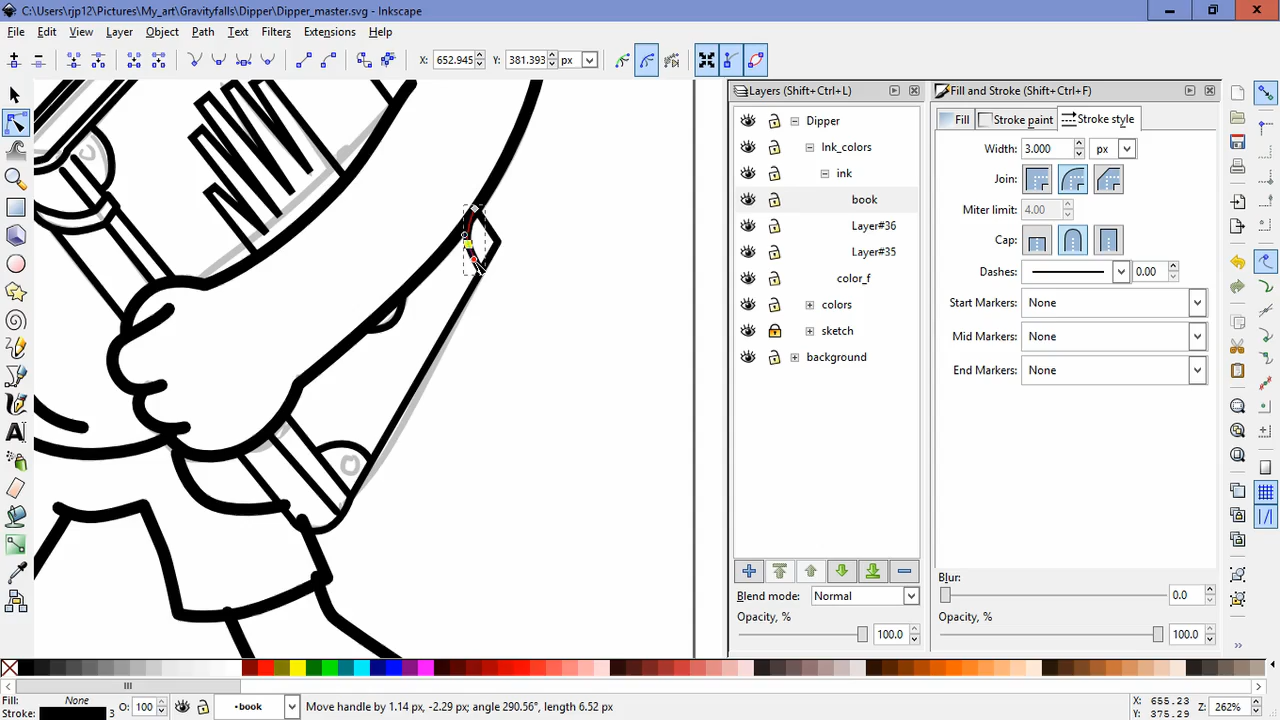 C:\Users\rjp12\Pictures\My_art\Gravityfalls\Dipper\Dipper_master.svg - Inkscape
File Edit View Layer Object Path Text Filters Extensions Help
X: 652.945 Y: 381.393 px
Layers (Shift+Ctrl+L)
Dipper
Ink_colors
ink
book
Layer#36
Layer#35
color_f
colors
sketch
background
Blend mode: Normal
Opacity, % 100.0
Fill and Stroke (Shift+Ctrl+F)
Fill Stroke paint Stroke style
Width: 3.000 px
Join:
Miter limit: 4.00
Cap:
Dashes: 0.00
Start Markers: None
Mid Markers: None
End Markers: None
Blur:
0.0
Opacity, %
100.0
Fill: None
Stroke: 3
O: 100
•book
Move handle by 1.14 px, -2.29 px; angle 290.56°, length 6.52 px
X: 655.23
Y: 375.29
Z: 262%